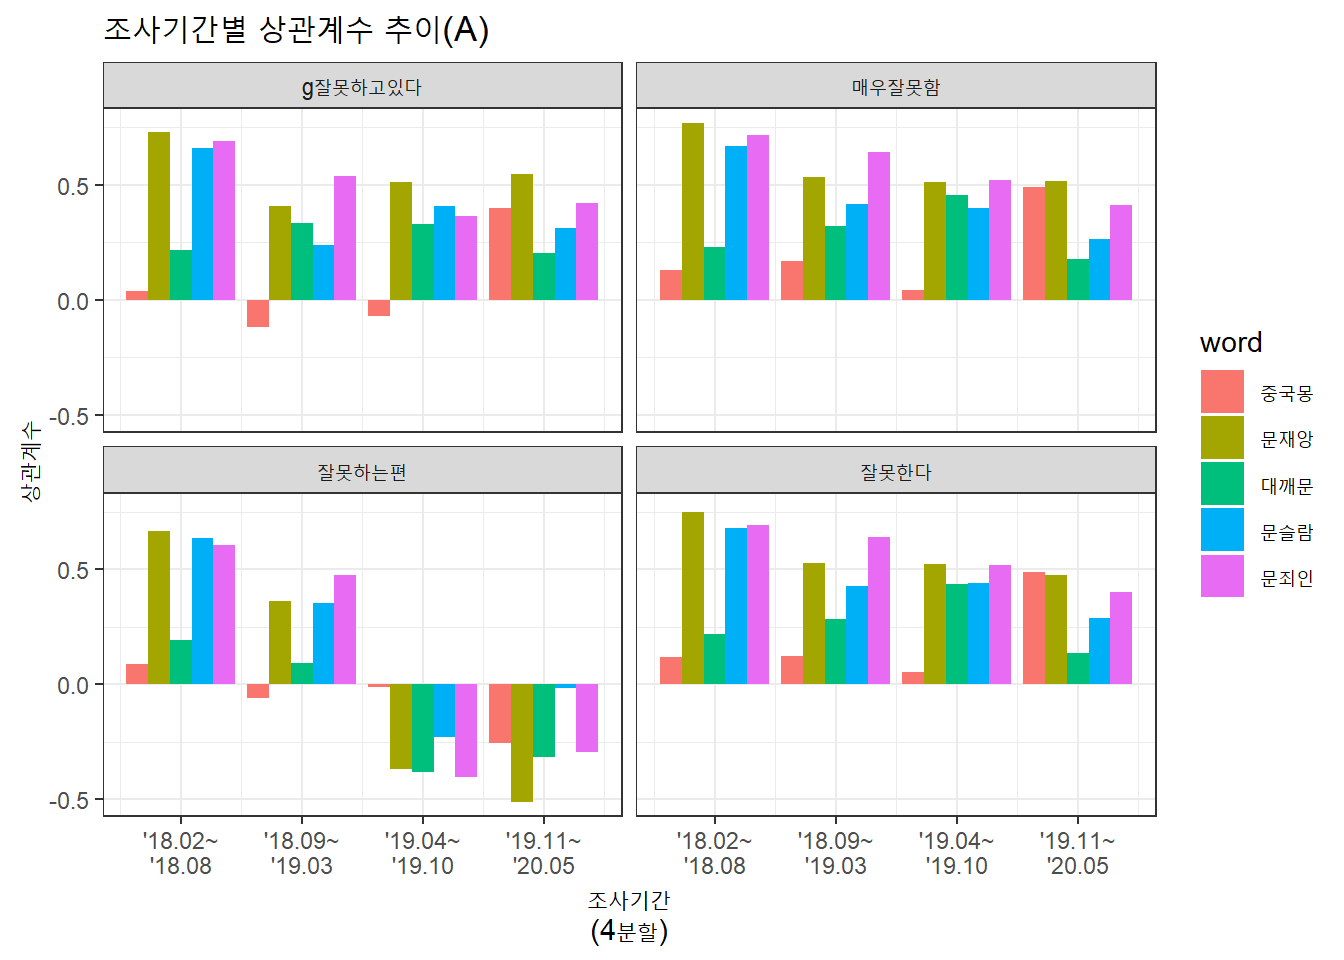 조사기간별 상관계수 추이(A)
g잘못하고있다
매우잘못함
0.5
0.0
-0.5
잘못하는편
잘못한다
0.5
0.0
-0.5
상관계수
'18.02~
'18.08
'18.09~
'19.03
'19.04~
'19.10
'19.11~
'20.05
'18.02~
'18.08
'18.09~
'19.03
'19.04~
'19.10
'19.11~
'20.05
조사기간
(4분할)
word
중국몽
문재앙
대깨문
문슬람
문죄인